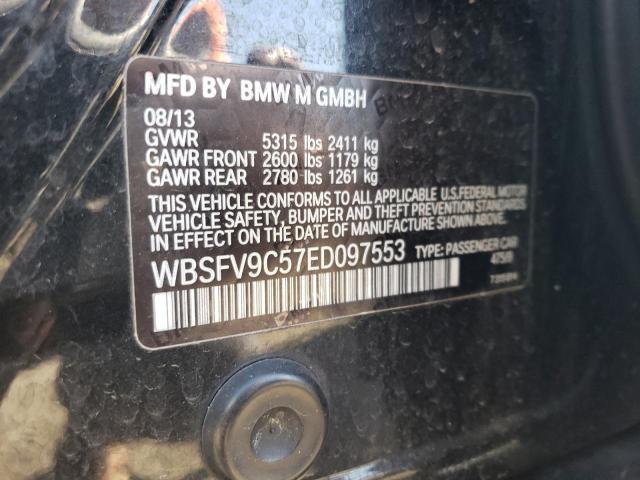 MFD BY BMW M GMBH
08/13
GVWR 5315 lbs 2411 kg
GAWR FRONT 2600 lbs 1179 kg
GAWR REAR 2780 lbs 1261 kg
THIS VEHICLE CONFORMS TO ALL APPLICABLE U.S.FEDERAL MOTOR
VEHICLE SAFETY, BUMPER AND THEFT PREVENTION STANDARDS
IN EFFECT ON THE DATE OF MANUFACTURE SHOWN ABOVE.
WBSFV9C57ED097553 TYPE: PASSENGER CAR